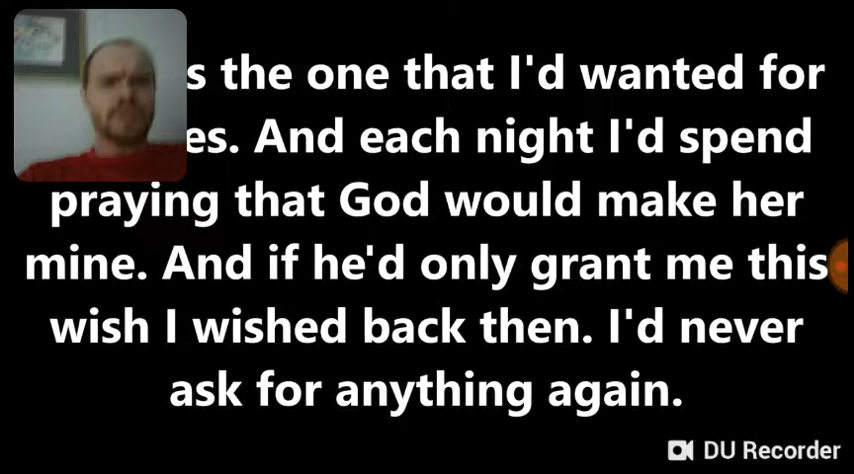 s the one that I'd wanted for
es. And each night I'd spend
praying that God would make her
mine. And if he'd only grant me this
wish I wished back then. I'd never
ask for anything again.
DU Recorder